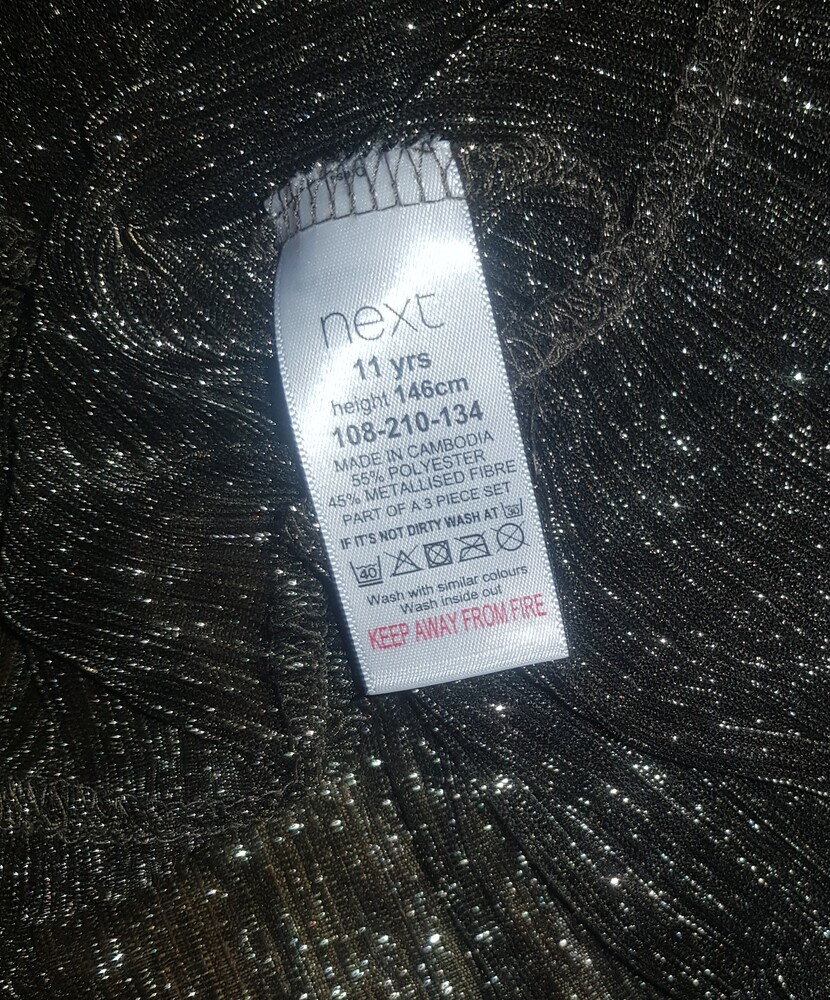 next
11 yrs
height 146cm
108-210-134
MADE IN CAMBODIA
55% POLYESTER
45% METALLISED FIBRE
PART OF A 3 PIECE SET
IF IT'S NOT DIRTY WASH AT 30
40
Wash with similar colours
Wash inside out
KEEP AWAY FROM FIRE